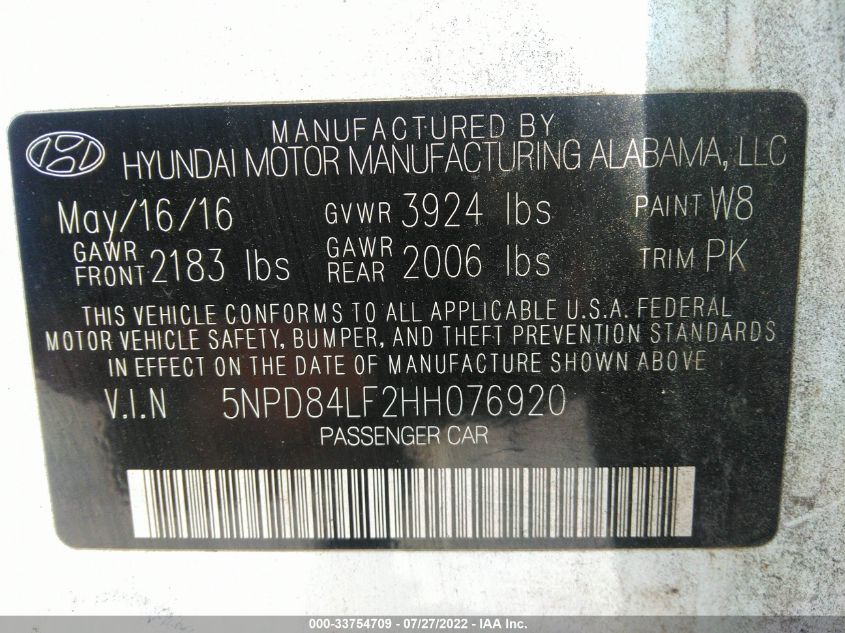 MANUFACTURED BY
HYUNDAI MOTOR MANUFACTURING ALABAMA, LLC
May/16/16 GVWR 3924 lbs PAINT W8
GAWR FRONT 2183 lbs GAWR REAR 2006 lbs TRIM PK
THIS VEHICLE CONFORMS TO ALL APPLICABLE U.S.A. FEDERAL
MOTOR VEHICLE SAFETY, BUMPER, AND THEFT PREVENTION STANDARDS
IN EFFECT ON THE DATE OF MANUFACTURE SHOWN ABOVE.
V.I.N 5NPD84LF2HH076920
PASSENGER CAR
000-33754709 - 07/27/2022 - IAA Inc.